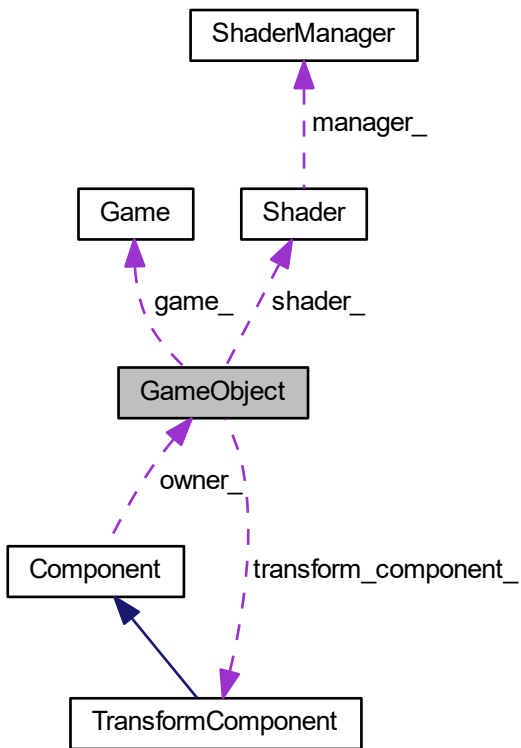 ShaderManager
manager_
Game
Shader
game_
shader_
GameObject
owner_
Component
transform_component_
TransformComponent